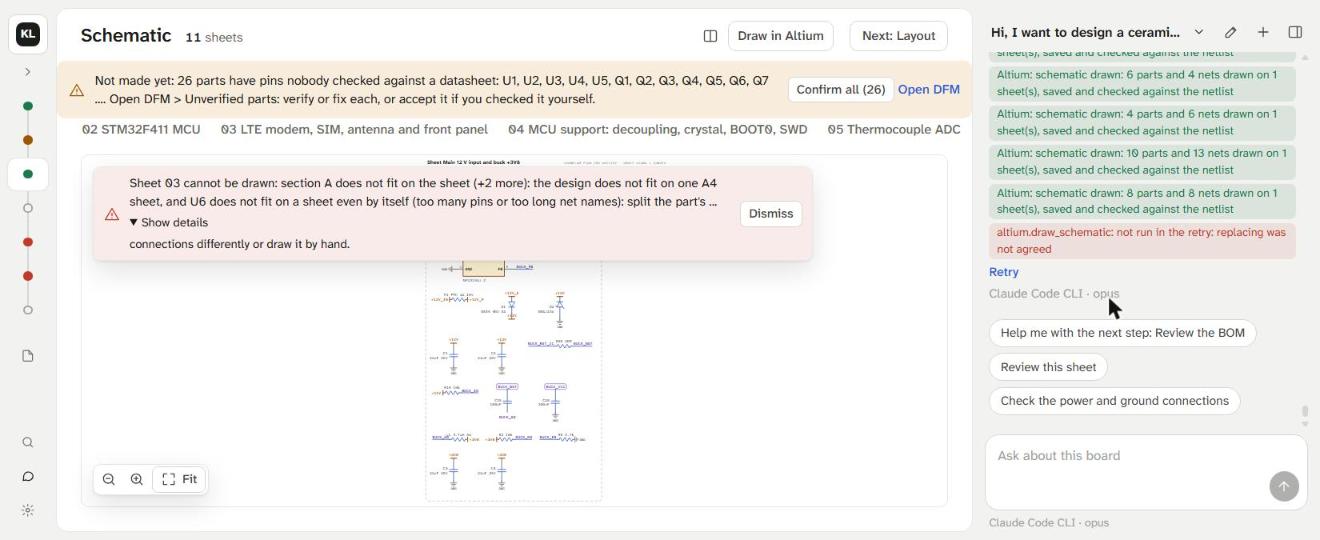 KL
Schematic 11 sheets
Draw in Altium
Next: Layout
Not made yet: 26 parts have pins nobody checked against a datasheet: U1, U2, U3, U4, U5, Q1, Q2, Q3, Q4, Q5, Q6, Q7
.... Open DFM > Unverified parts: verify or fix each, or accept it if you checked it yourself.
Confirm all (26)
Open DFM
02 STM32F411 MCU
03 LTE modem, SIM, antenna and front panel
04 MCU support: decoupling, crystal, BOOT0, SWD
05 Thermocouple ADC
Sheet Main 12 V input and buck +3V8
Sheet 03 cannot be drawn: section A does not fit on the sheet (+2 more): the design does not fit on one A4
sheet, and U6 does not fit on a sheet even by itself (too many pins or too long net names): split the part's ...
▼ Show details
connections differently or draw it by hand.
Dismiss
Fit
Hi, I want to design a cerami...
sheet(s), saved and checked against the netlist
Altium: schematic drawn: 6 parts and 4 nets drawn on 1
sheet(s), saved and checked against the netlist
Altium: schematic drawn: 4 parts and 6 nets drawn on 1
sheet(s), saved and checked against the netlist
Altium: schematic drawn: 10 parts and 13 nets drawn on 1
sheet(s), saved and checked against the netlist
Altium: schematic drawn: 8 parts and 8 nets drawn on 1
sheet(s), saved and checked against the netlist
altium.draw_schematic: not run in the retry: replacing was
not agreed
Retry
Claude Code CLI · opus
Help me with the next step: Review the BOM
Review this sheet
Check the power and ground connections
Ask about this board
Claude Code CLI · opus